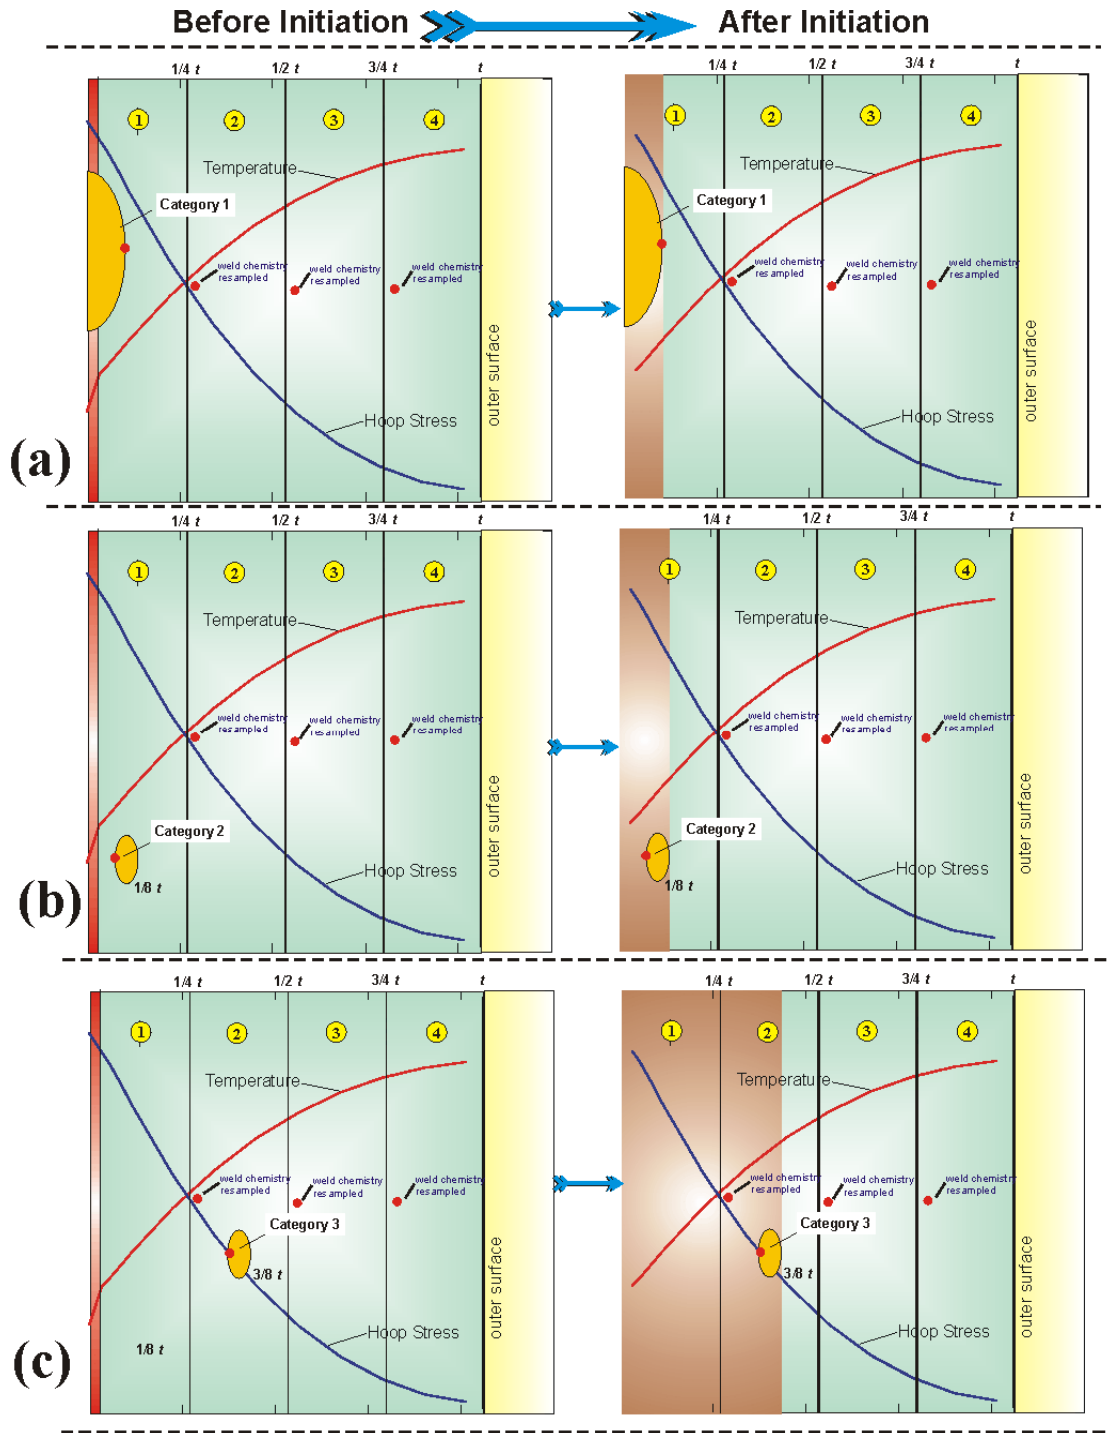 Before Initiation After Initiation
1/4 t 1/2 t 3/4 t t 1/4 t 1/2 t 3/4 t t
1 2 3 4 1 2 3 4
Temperature Temperature
Category 1 Category 1
weld chemistry resampled weld chemistry resampled weld chemistry resampled weld chemistry resampled weld chemistry resampled weld chemistry resampled
outer surface outer surface
Hoop Stress Hoop Stress
(a)
1/4 t 1/2 t 3/4 t t 1/4 t 1/2 t 3/4 t t
1 2 3 4 1 2 3 4
Temperature Temperature
weld chemistry resampled weld chemistry resampled weld chemistry resampled weld chemistry resampled weld chemistry resampled weld chemistry resampled
outer surface outer surface
Category 2 Category 2
Hoop Stress Hoop Stress
1/8 t 1/8 t
(b)
1/4 t 1/2 t 3/4 t t 1/4 t 1/2 t 3/4 t t
1 2 3 4 1 2 3 4
Temperature Temperature
weld chemistry resampled weld chemistry resampled weld chemistry resampled weld chemistry resampled weld chemistry resampled weld chemistry resampled
Category 3 Category 3
outer surface outer surface
3/8 t 3/8 t
Hoop Stress Hoop Stress
1/8 t
(c)